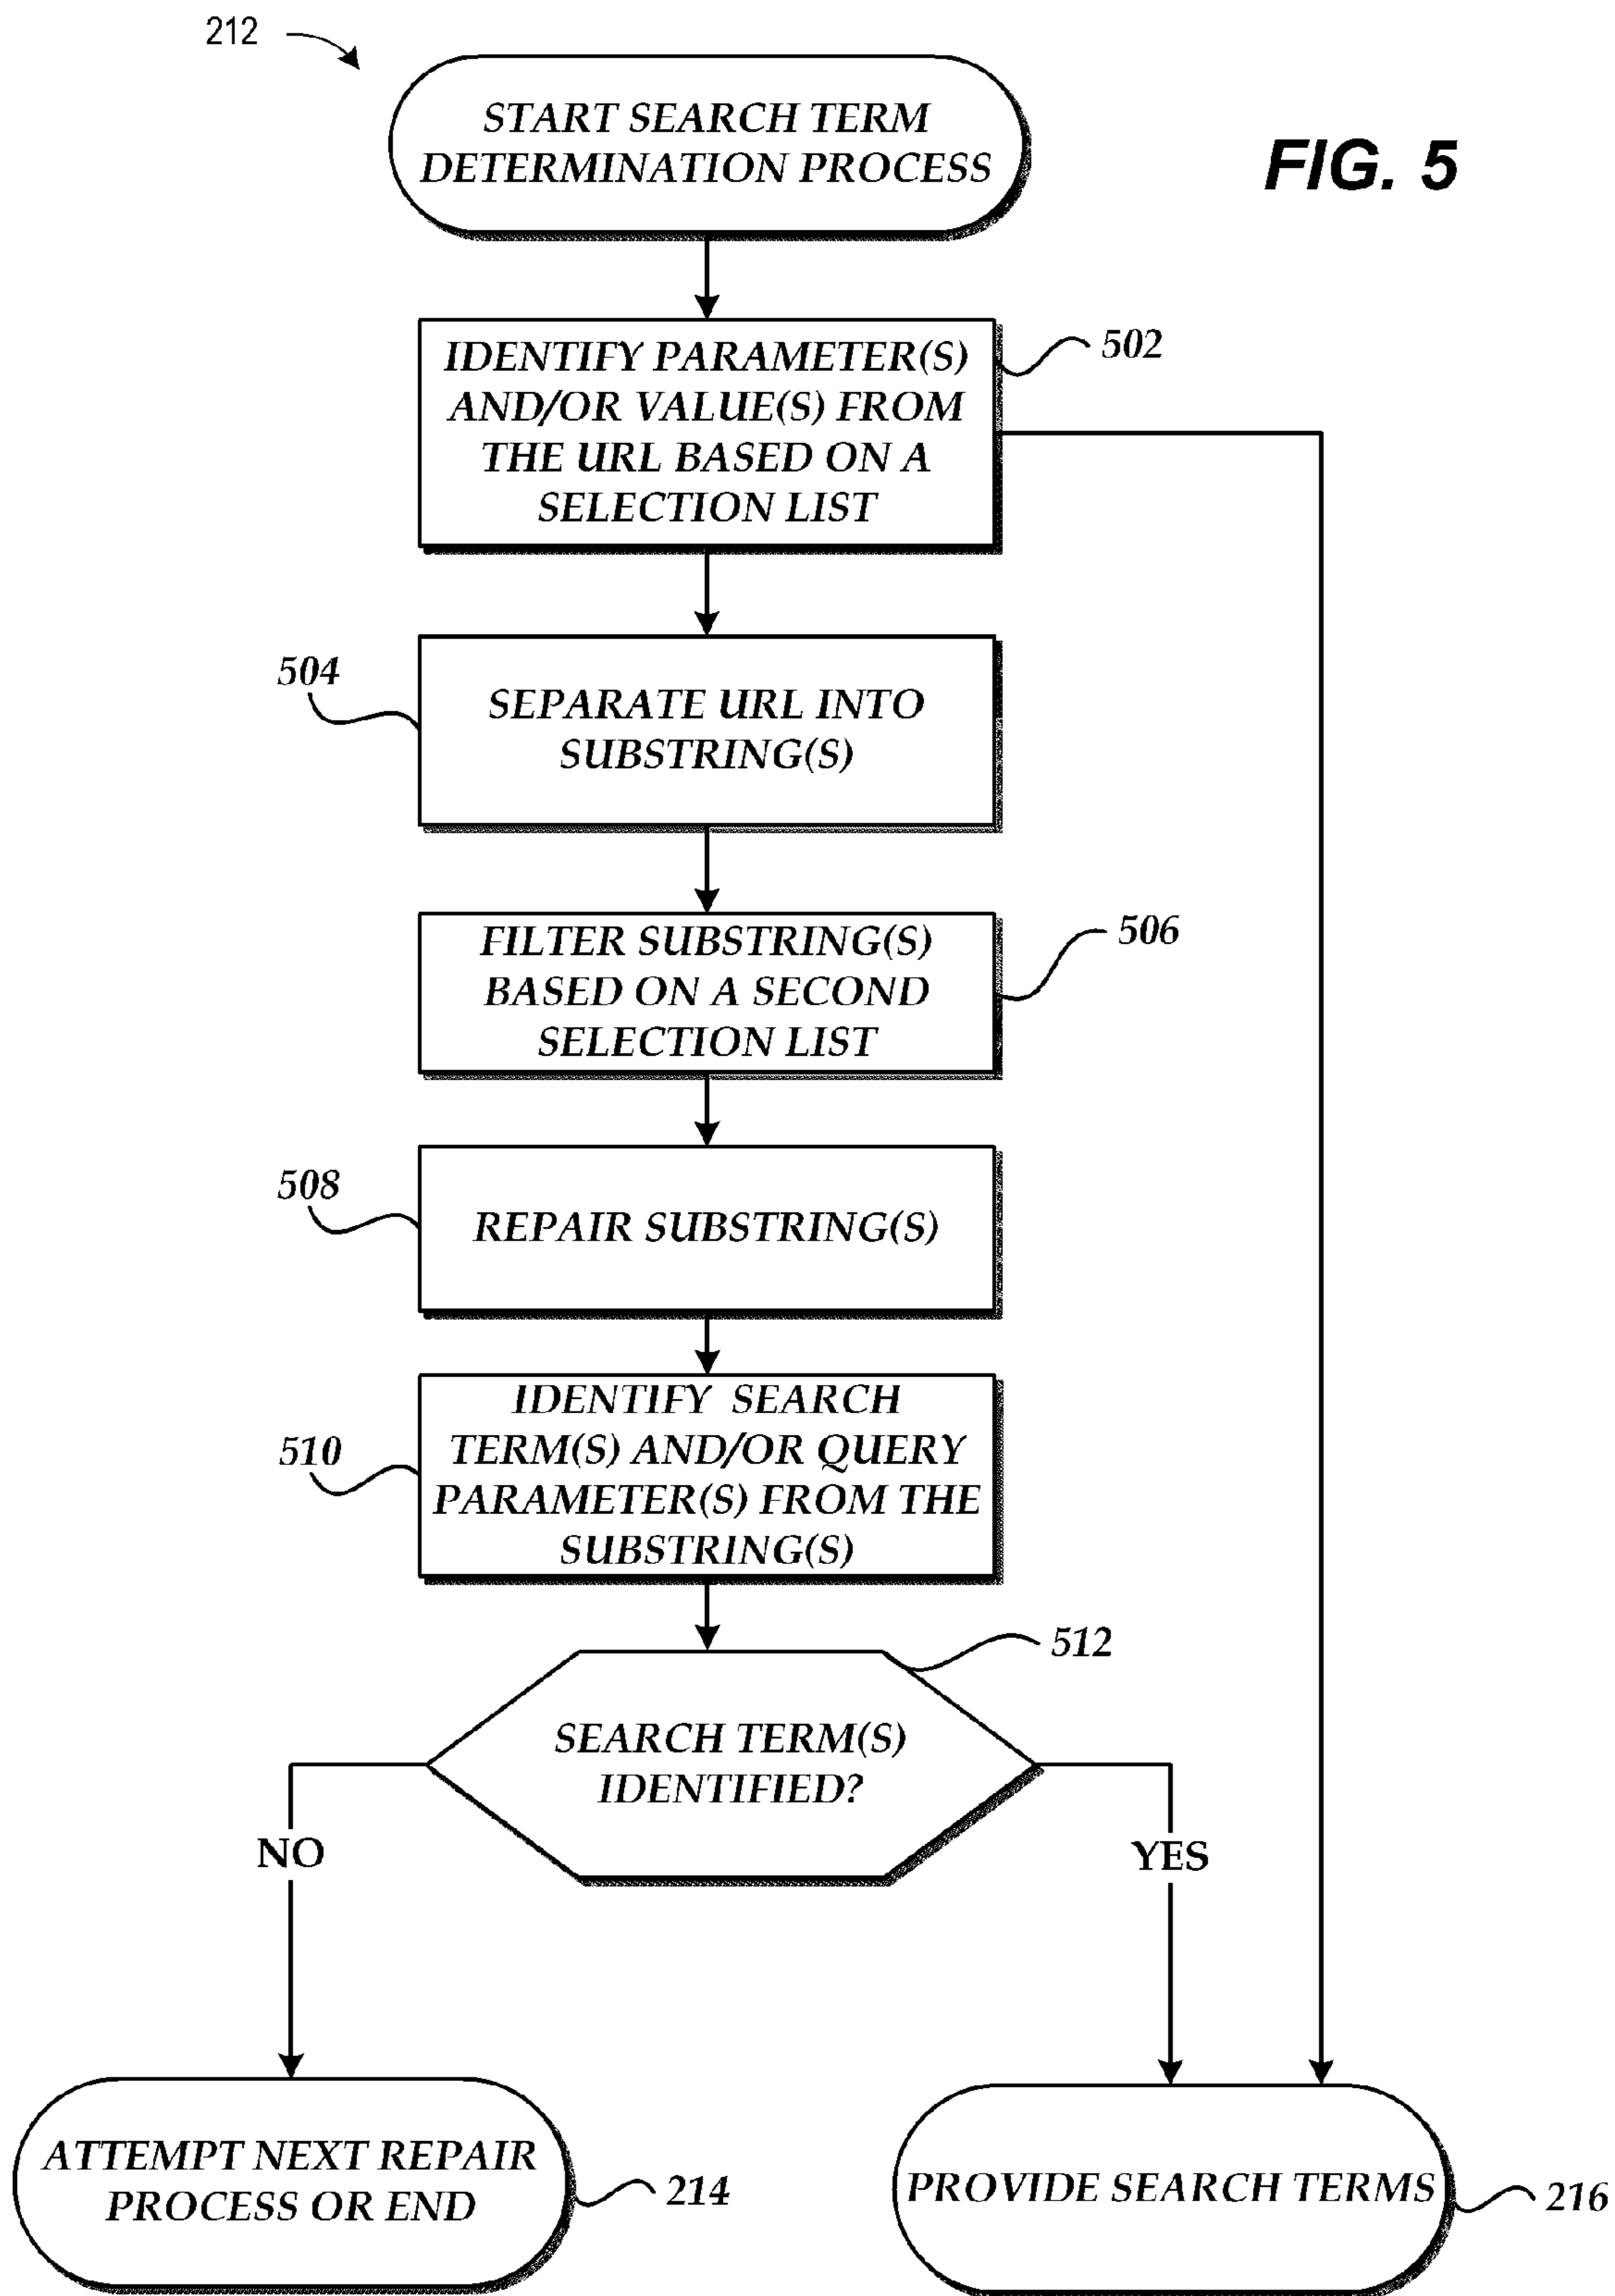 212
START SEARCH TERM
DETERMINATION PROCESS
FIG. 5
IDENTIFY PARAMETER(S)
AND/OR VALUE(S) FROM
THE URL BASED ON A
SELECTION LIST
502
504
SEPARATE URL INTO
SUBSTRING(S)
FILTER SUBSTRING(S)
BASED ON A SECOND
SELECTION LIST
506
508
REPAIR SUBSTRING(S)
510
IDENTIFY SEARCH
TERM(S) AND/OR QUERY
PARAMETER(S) FROM THE
SUBSTRING(S)
512
SEARCH TERM(S)
IDENTIFIED?
NO
YES
ATTEMPT NEXT REPAIR
PROCESS OR END
214
PROVIDE SEARCH TERMS
216